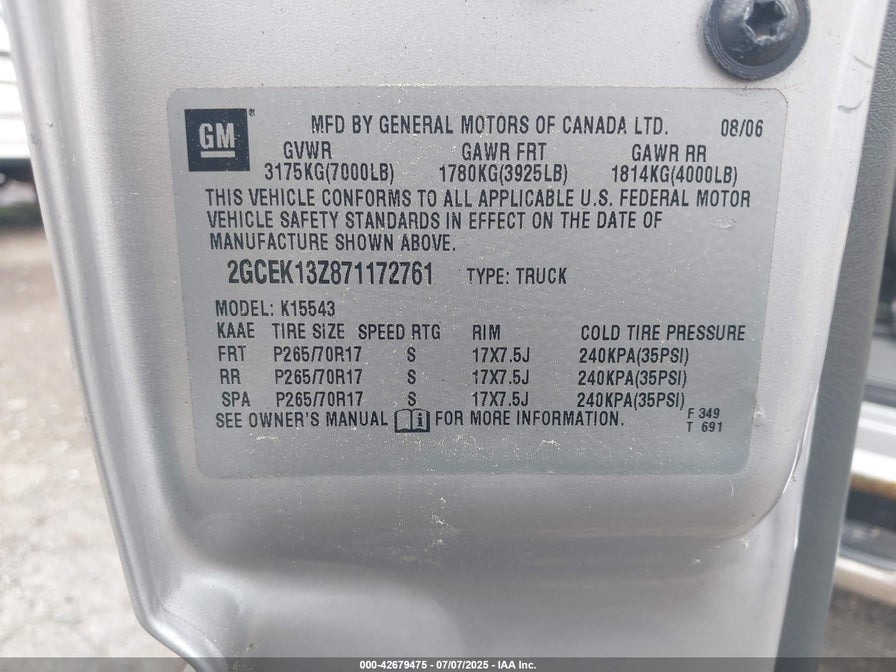 GM ® MFD BY GENERAL MOTORS OF CANADA LTD. 08/06
GVWR GAWR FRT GAWR RR
3175KG(7000LB) 1780KG(3925LB) 1814KG(4000LB)
THIS VEHICLE CONFORMS TO ALL APPLICABLE U.S. FEDERAL MOTOR
VEHICLE SAFETY STANDARDS IN EFFECT ON THE DATE OF
MANUFACTURE SHOWN ABOVE.
2GCEK13Z871172761 TYPE: TRUCK
MODEL: K15543
KAAE TIRE SIZE SPEED RTG RIM COLD TIRE PRESSURE
FRT P265/70R17 S 17X7.5J 240KPA(35PSI)
RR P265/70R17 S 17X7.5J 240KPA(35PSI)
SPA P265/70R17 S 17X7.5J 240KPA(35PSI)
SEE OWNER'S MANUAL i FOR MORE INFORMATION.
F 349
T 691
000-42679475 | 07/07/2025 | IAA Inc.